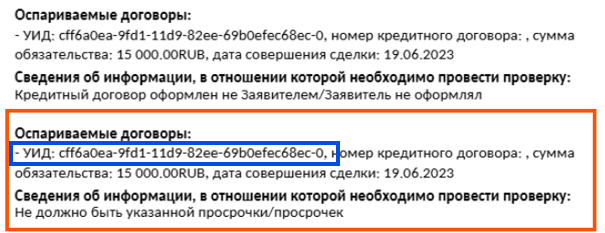 Оспариваемые договоры:
- УИД: cff6a0ea-9fd1-11d9-82ee-69b0efec68ec-0, номер кредитного договора: , сумма
обязательства: 15 000.00RUB, дата совершения сделки: 19.06.2023
Сведения об информации, в отношении которой необходимо провести проверку:
Кредитный договор оформлен не Заявителем/Заявитель не оформлял
Оспариваемые договоры:
- УИД: cff6a0ea-9fd1-11d9-82ee-69b0efec68ec-0, номер кредитного договора: , сумма
обязательства: 15 000.00RUB, дата совершения сделки: 19.06.2023
Сведения об информации, в отношении которой необходимо провести проверку:
Не должно быть указанной просрочки/просрочек